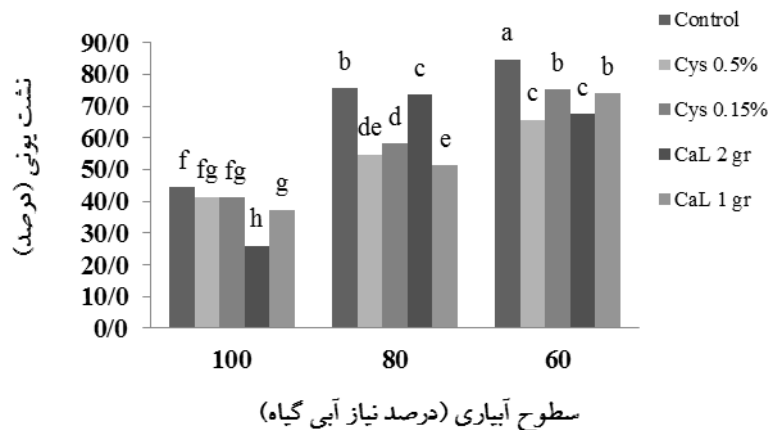 Control
Cys 0.5%
Cys 0.15%
CaL 2 gr
CaL 1 gr
نشت یونی (درصد)
90/0
80/0
70/0
60/0
50/0
40/0
30/0
20/0
10/0
0/0
f fg fg h g
b de d c e
a c b c b
100 80 60
سطوح آبیاری (درصد نیاز آبی گیاه)